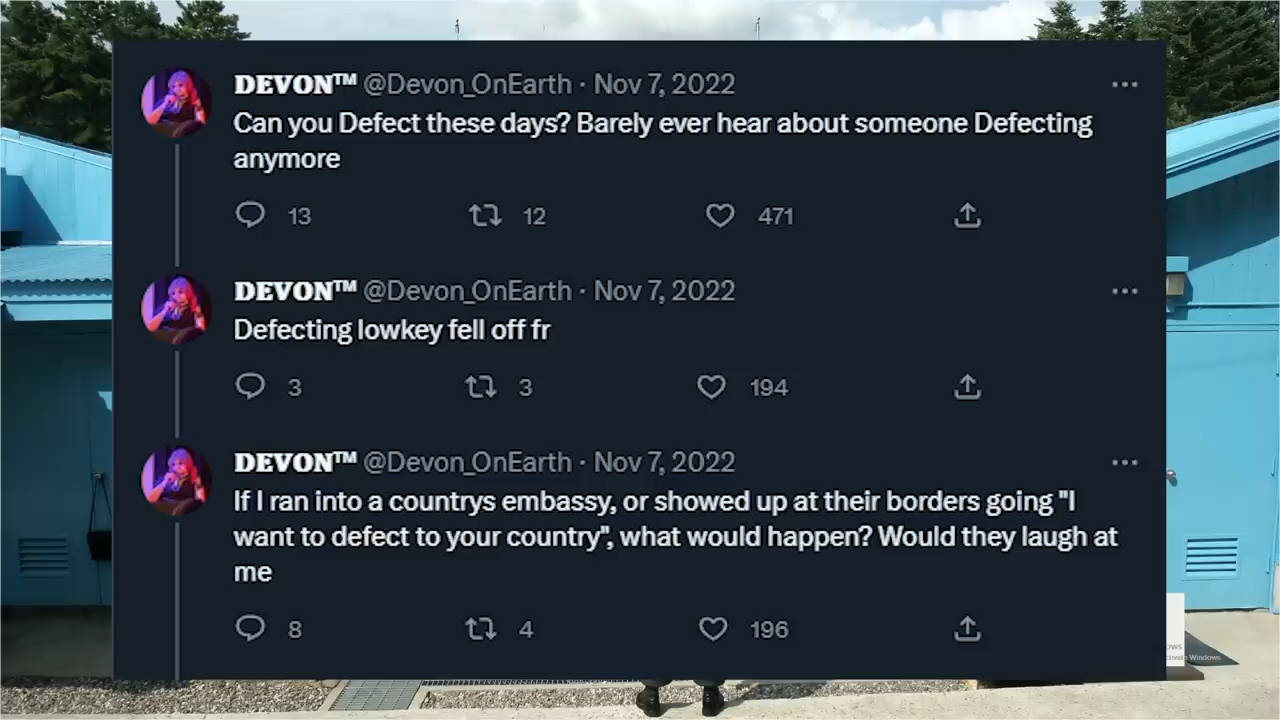 DEVON™ @Devon_OnEarth · Nov 7, 2022
Can you Defect these days? Barely ever hear about someone Defecting
anymore
13 12 471
DEVON™ @Devon_OnEarth · Nov 7, 2022
Defecting lowkey fell off fr
3 3 194
DEVON™ @Devon_OnEarth · Nov 7, 2022
If I ran into a countrys embassy, or showed up at their borders going "I
want to defect to your country", what would happen? Would they laugh at
me
8 4 196
Windows.